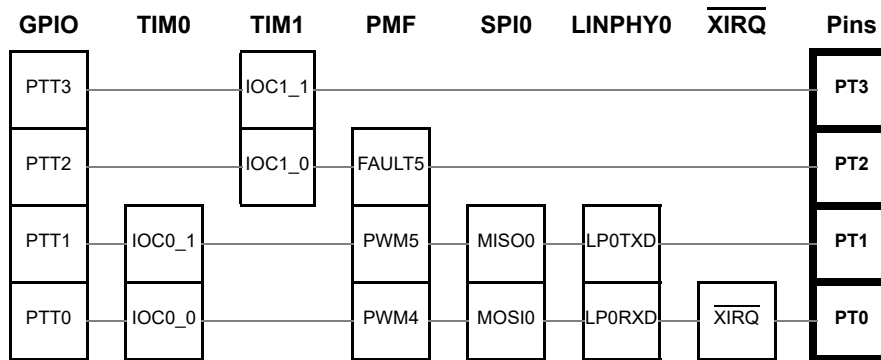 GPIO TIM0 TIM1 PMF SPI0 LINPHY0 XIRQ Pins
PTT3 IOC1_1 PT3
PTT2 IOC1_0 FAULT5 PT2
PTT1 IOC0_1 PWM5 MISO0 LP0TXD PT1
PTT0 IOC0_0 PWM4 MOSI0 LP0RXD XIRQ PT0